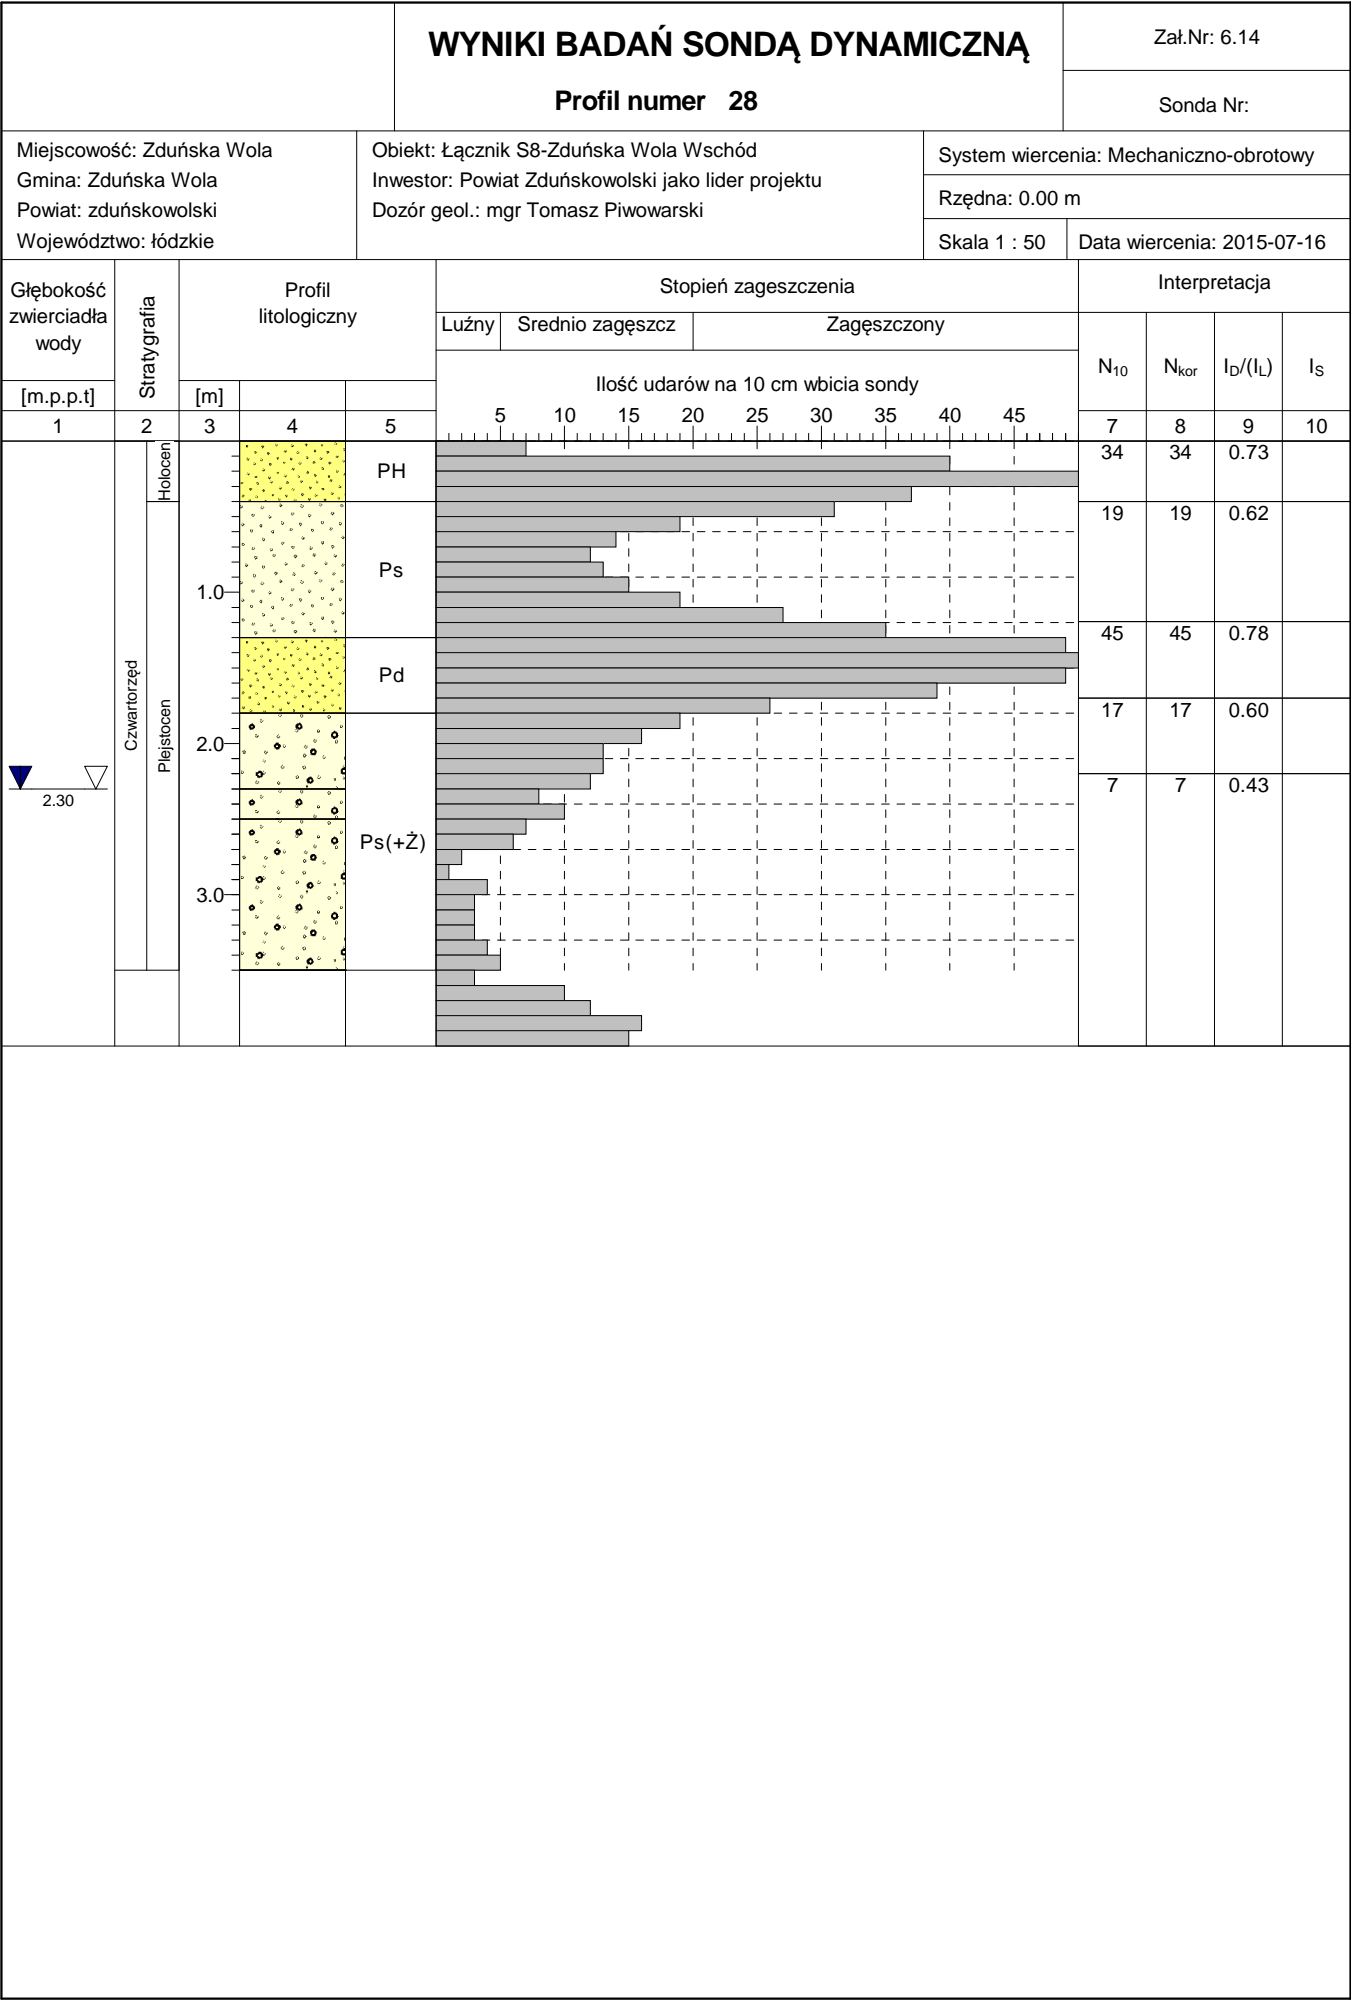 WYNIKI BADAŃ SONDĄ DYNAMICZNĄ
Profil numer 28
Zał.Nr: 6.14
Sonda Nr:
Miejscowość: Zduńska Wola
Gmina: Zduńska Wola
Powiat: zduńskowolski
Województwo: łódzkie
Obiekt: Łącznik S8-Zduńska Wola Wschód
Inwestor: Powiat Zduńskowolski jako lider projektu
Dozór geol.: mgr Tomasz Piwowarski
System wiercenia: Mechaniczno-obrotowy
Rzędna: 0.00 m
Skala 1 : 50
Data wiercenia: 2015-07-16
Głębokość
zwierciadła
wody
[m.p.p.t]
Stratygrafia
Profil
litologiczny
[m]
Stopień zageszczenia
Luźny
Srednio zagęszcz
Zagęszczony
Ilość udarów na 10 cm wbicia sondy
5 10 15 20 25 30 35 40 45
Interpretacja
N10
Nkor
ID/(IL)
IS
1 2 3 4 5 7 8 9 10
Holocen
Czwartorzęd
Plejstocen
1.0
2.0
3.0
2.30
PH
Ps
Pd
Ps(+Ż)
34 34 0.73
19 19 0.62
45 45 0.78
17 17 0.60
7 7 0.43